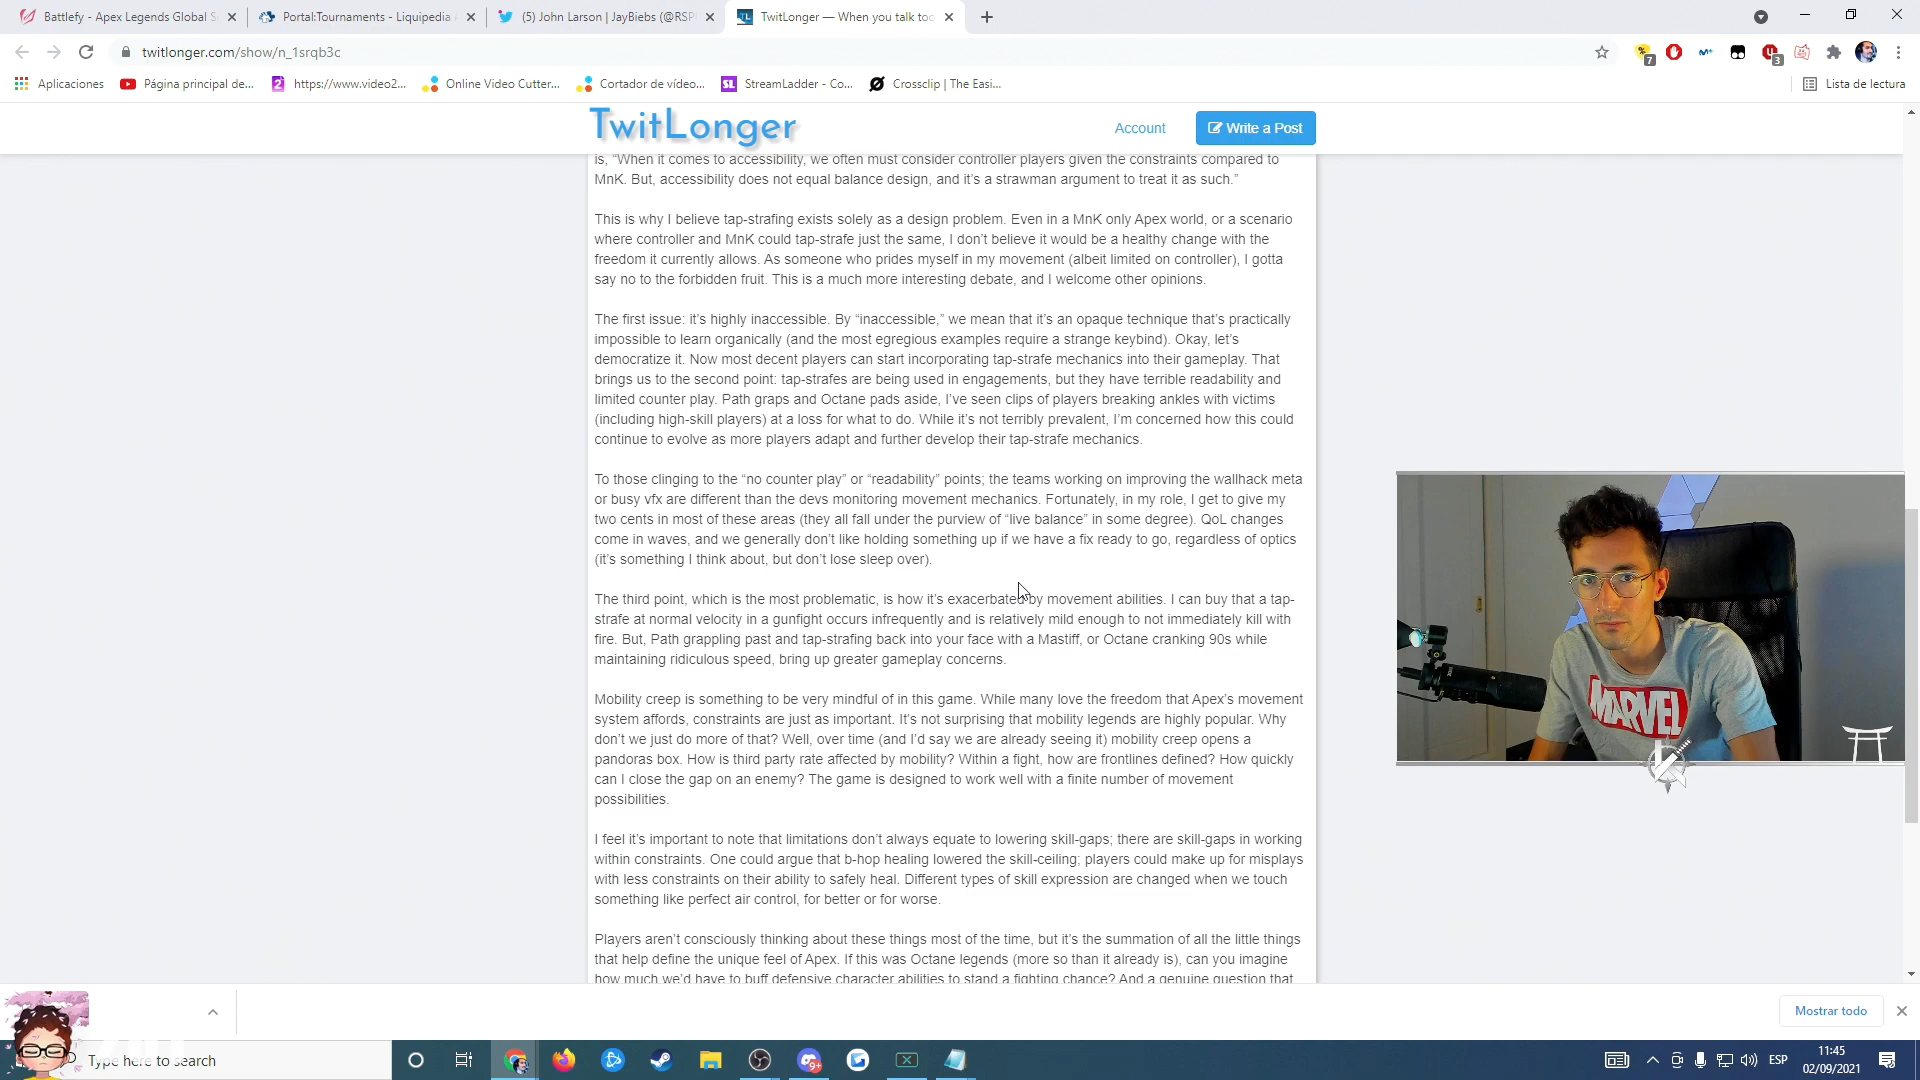 Battlefy - Apex Legends Global S
Portal:Tournaments - Liquipedia
(5) John Larson | JayBiebs (@RSP
TwitLonger — When you talk too
twitlonger.com/show/n_1srqb3c
7
3
Aplicaciones
Página principal de...
https://www.video2...
Online Video Cutter...
Cortador de vídeo...
SL
StreamLadder - Co...
Crossclip | The Easi...
Lista de lectura
TwitLonger
Account
Write a Post
is, “When it comes to accessibility, we often must consider controller players given the constraints compared to
MnK. But, accessibility does not equal balance design, and it’s a strawman argument to treat it as such.”
This is why I believe tap-strafing exists solely as a design problem. Even in a MnK only Apex world, or a scenario
where controller and MnK could tap-strafe just the same, I don’t believe it would be a healthy change with the
freedom it currently allows. As someone who prides myself in my movement (albeit limited on controller), I gotta
say no to the forbidden fruit. This is a much more interesting debate, and I welcome other opinions.
The first issue: it’s highly inaccessible. By “inaccessible,” we mean that it’s an opaque technique that’s practically
impossible to learn organically (and the most egregious examples require a strange keybind). Okay, let’s
democratize it. Now most decent players can start incorporating tap-strafe mechanics into their gameplay. That
brings us to the second point: tap-strafes are being used in engagements, but they have terrible readability and
limited counter play. Path graps and Octane pads aside, I’ve seen clips of players breaking ankles with victims
(including high-skill players) at a loss for what to do. While it’s not terribly prevalent, I’m concerned how this could
continue to evolve as more players adapt and further develop their tap-strafe mechanics.
To those clinging to the “no counter play” or “readability” points; the teams working on improving the wallhack meta
or busy vfx are different than the devs monitoring movement mechanics. Fortunately, in my role, I get to give my
two cents in most of these areas (they all fall under the purview of “live balance” in some degree). QoL changes
come in waves, and we generally don’t like holding something up if we have a fix ready to go, regardless of optics
(it’s something I think about, but don’t lose sleep over).
The third point, which is the most problematic, is how it’s exacerbated by movement abilities. I can buy that a tap-
strafe at normal velocity in a gunfight occurs infrequently and is relatively mild enough to not immediately kill with
fire. But, Path grappling past and tap-strafing back into your face with a Mastiff, or Octane cranking 90s while
maintaining ridiculous speed, bring up greater gameplay concerns.
Mobility creep is something to be very mindful of in this game. While many love the freedom that Apex’s movement
system affords, constraints are just as important. It’s not surprising that mobility legends are highly popular. Why
don’t we just do more of that? Well, over time (and I’d say we are already seeing it) mobility creep opens a
pandoras box. How is third party rate affected by mobility? Within a fight, how are frontlines defined? How quickly
can I close the gap on an enemy? The game is designed to work well with a finite number of movement
possibilities.
I feel it’s important to note that limitations don’t always equate to lowering skill-gaps; there are skill-gaps in working
within constraints. One could argue that b-hop healing lowered the skill-ceiling; players could make up for misplays
with less constraints on their ability to safely heal. Different types of skill expression are changed when we touch
something like perfect air control, for better or for worse.
Players aren’t consciously thinking about these things most of the time, but it’s the summation of all the little things
that help define the unique feel of Apex. If this was Octane legends (more so than it already is), can you imagine
how much we’d have to buff defensive character abilities to stand a fighting chance? And a genuine question that
MARVEL
Mostrar todo
Type here to search
9+
ESP
11:45
02/09/2021